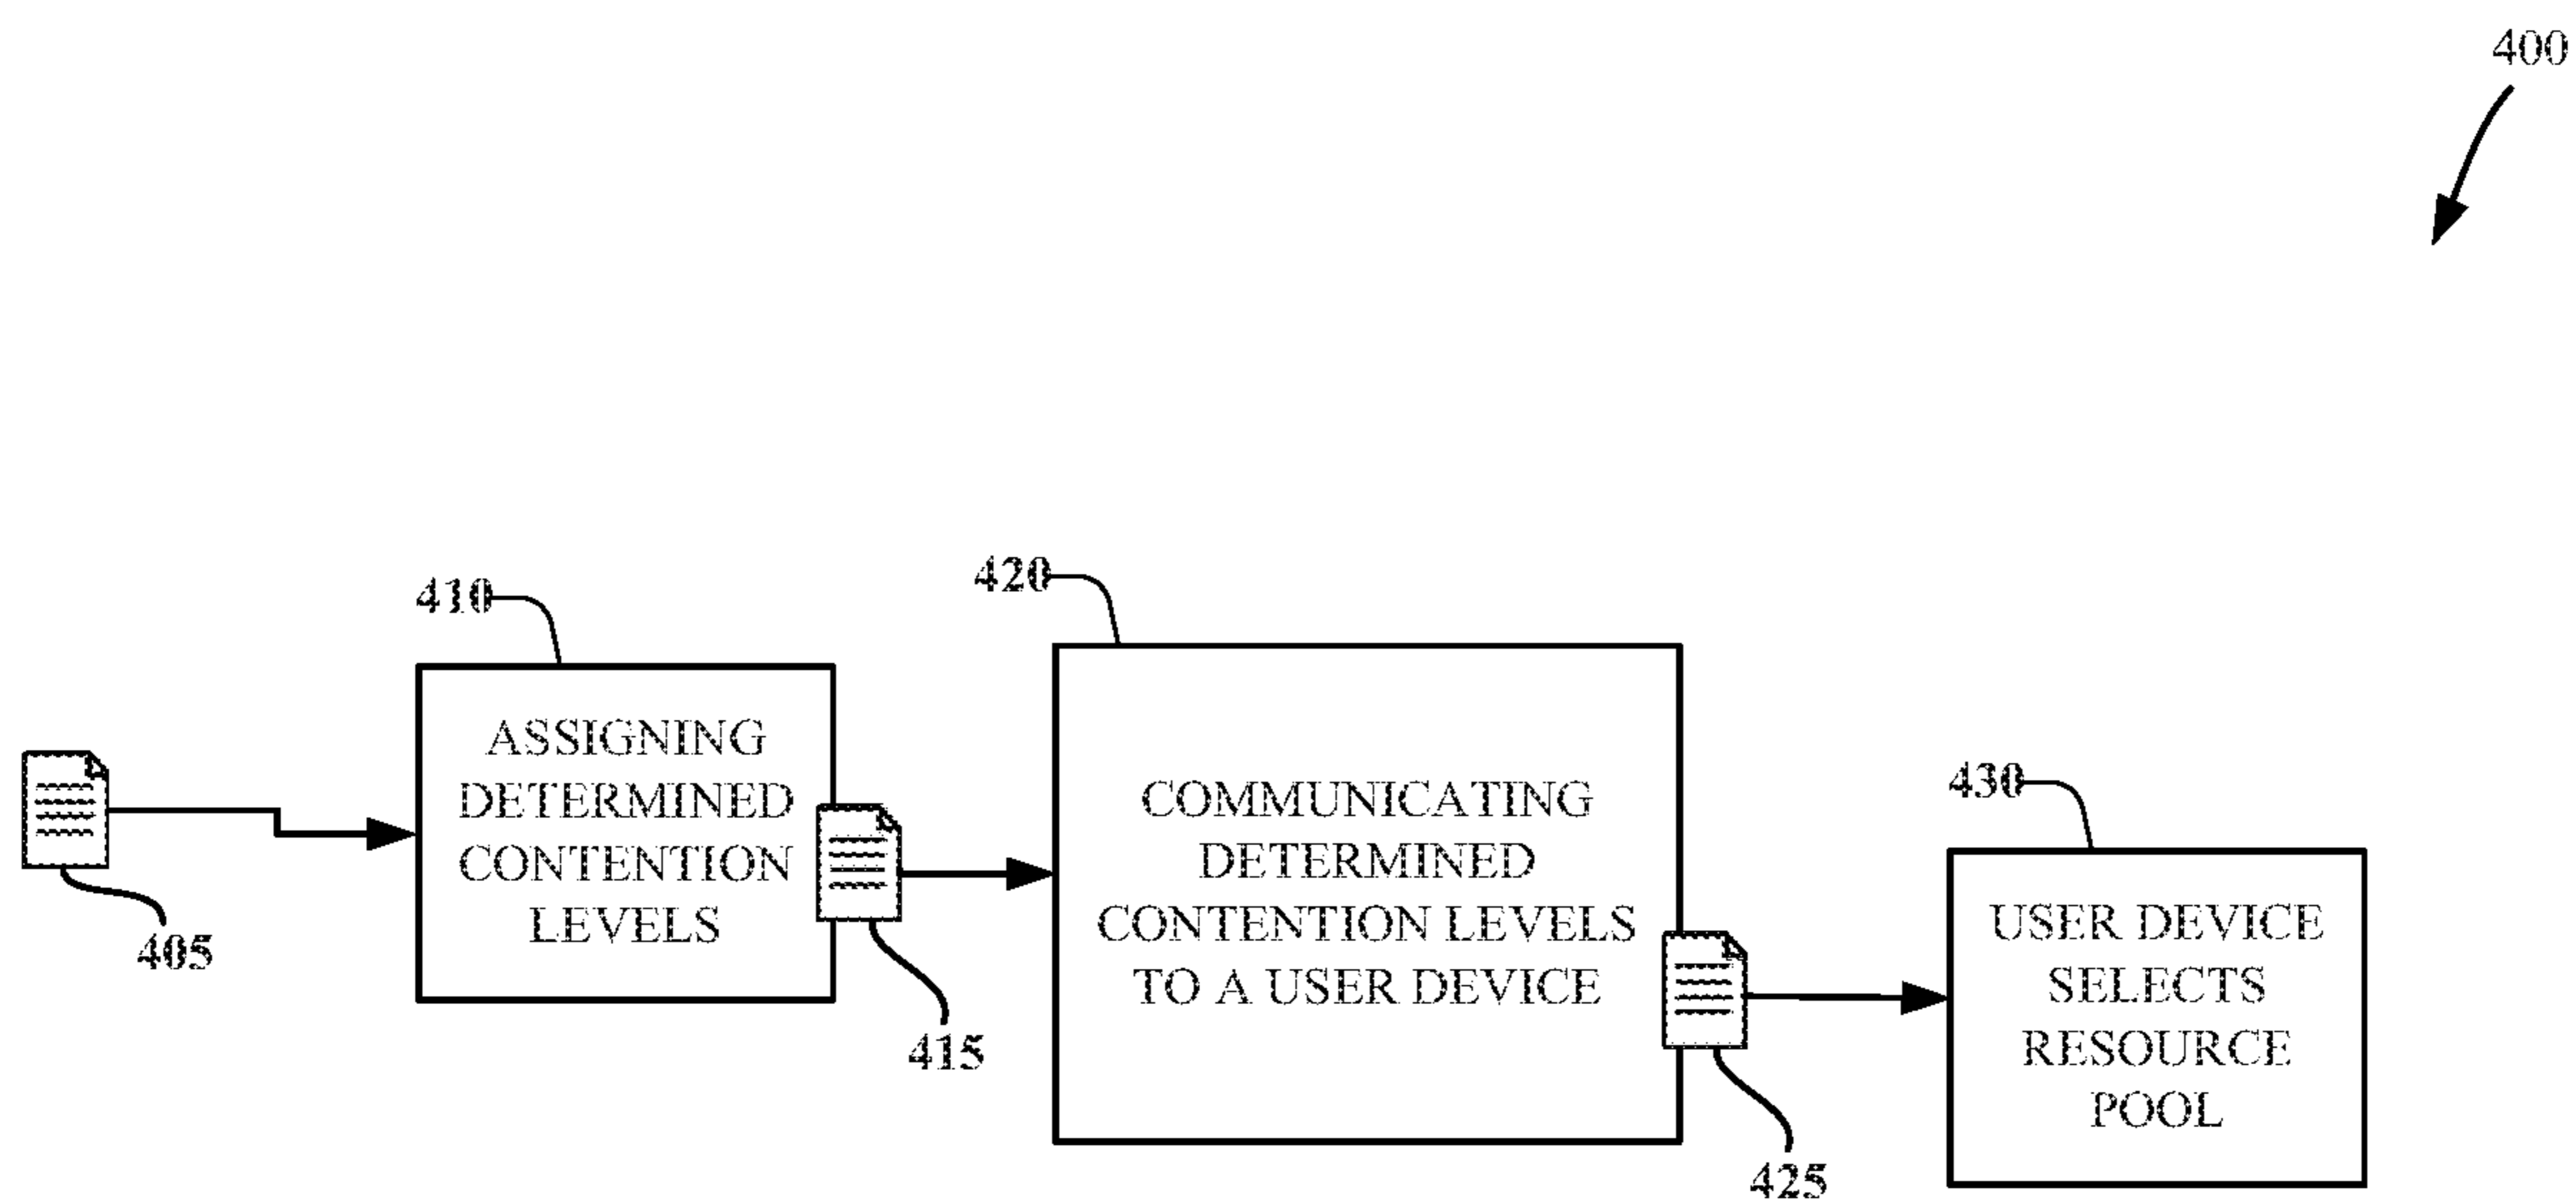 400
410
ASSIGNING
DETERMINED
CONTENTION
LEVELS
405
415
420
COMMUNICATING
DETERMINED
CONTENTION LEVELS
TO A USER DEVICE
425
430
USER DEVICE
SELECTS
RESOURCE
POOL